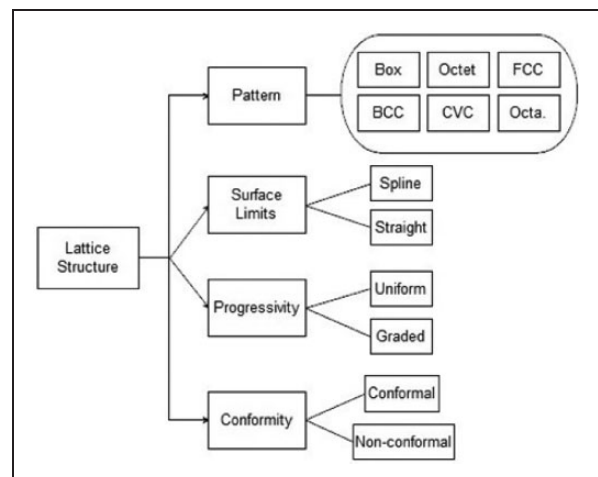 Box
Octet
FCC
Pattern
BCC
CVC
Octa.
Surface
Limits
Spline
Straight
Lattice
Structure
Progressivity
Uniform
Graded
Conformity
Conformal
Non-conformal